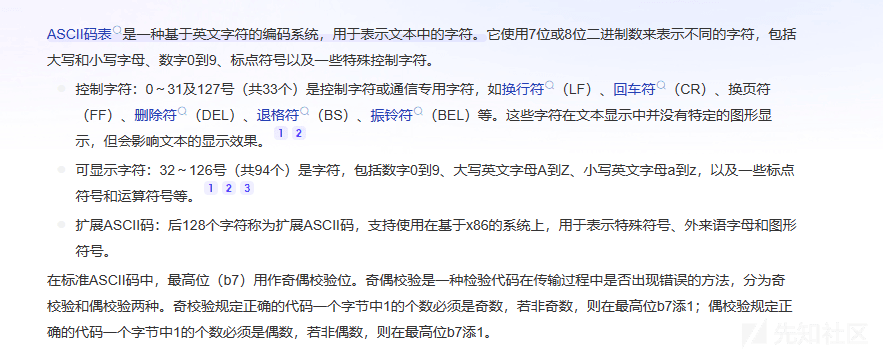 ASCII码表是一种基于英文字符的编码系统，用于表示文本中的字符。它使用7位或8位二进制数来表示不同的字符，包括
大写和小写字母、数字0到9、标点符号以及一些特殊控制字符。
控制字符：0～31及127号（共33个）是控制字符或通信专用字符，如换行符（LF）、回车符（CR）、换页符
（FF）、删除符（DEL）、退格符（BS）、振铃符（BEL）等。这些字符在文本显示中并没有特定的图形显
示，但会影响文本的显示效果。 1 2
可显示字符：32～126号（共94个）是字符，包括数字0到9、大写英文字母A到Z、小写英文字母a到z，以及一些标点
符号和运算符号等。 1 2 3
扩展ASCII码：后128个字符称为扩展ASCII码，支持使用在基于x86的系统上，用于表示特殊符号、外来语字母和图形
符号。
在标准ASCII码中，最高位（b7）用作奇偶校验位。奇偶校验是一种检验代码在传输过程中是否出现错误的方法，分为奇
校验和偶校验两种。奇校验规定正确的代码一个字节中1的个数必须是奇数，若非奇数，则在最高位b7添1；偶校验规定正
确的代码一个字节中1的个数必须是偶数，若非偶数，则在最高位b7添1。
先知社区